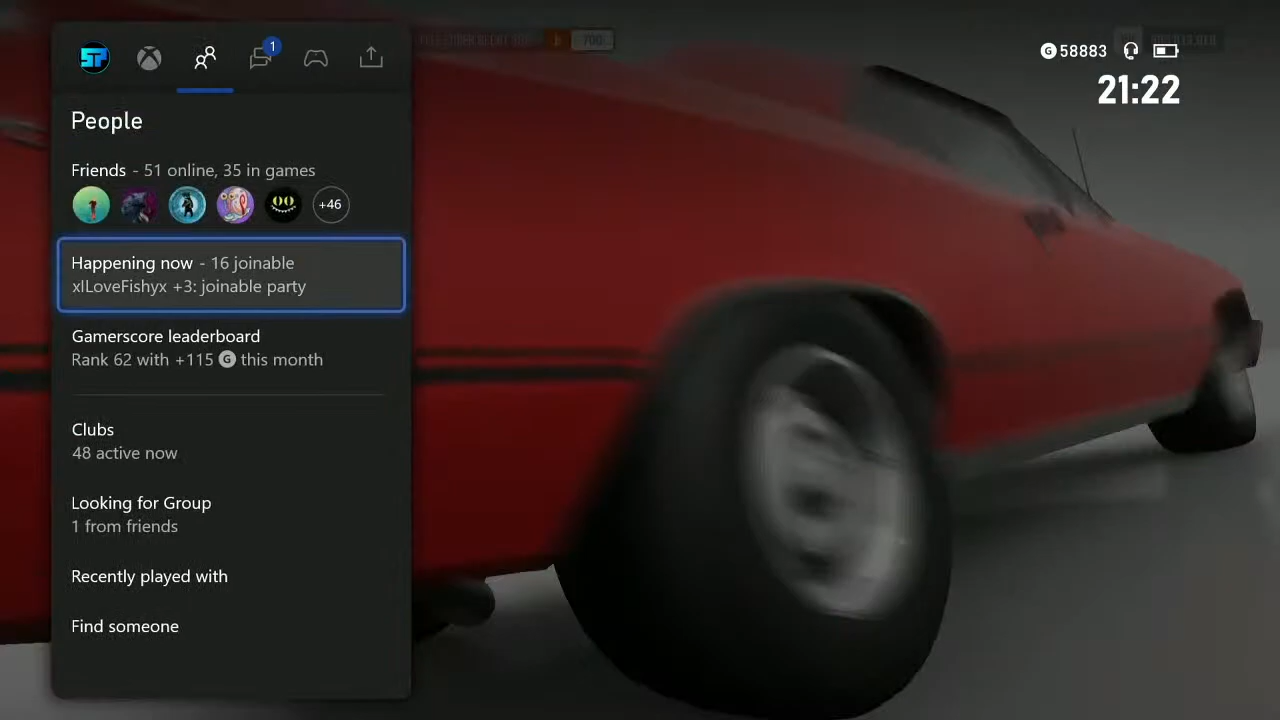 SP
1
G 58883
21:22
People
Friends - 51 online, 35 in games
+46
Happening now - 16 joinable
xILoveFishyx +3: joinable party
Gamerscore leaderboard
Rank 62 with +115 G this month
Clubs
48 active now
Looking for Group
1 from friends
Recently played with
Find someone
700